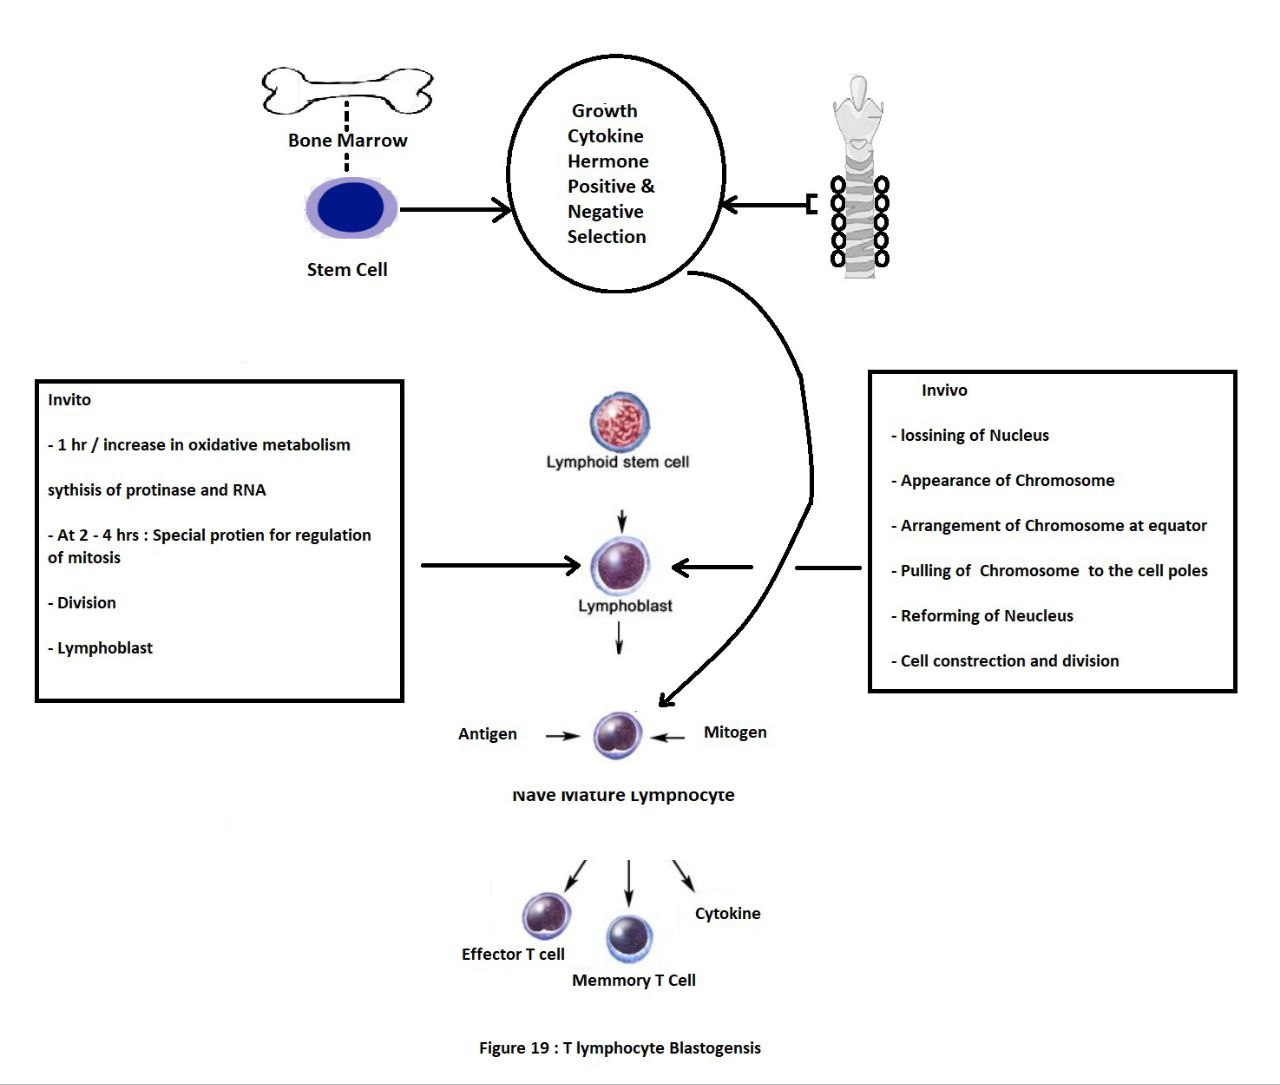 Bone Marrow
Stem Cell
Growth
Cytokine
Hermone
Positive &
Negative
Selection
Invito
- 1 hr / increase in oxidative metabolism
sythisis of protinase and RNA
- At 2 - 4 hrs : Special protien for regulation
of mitosis
- Division
- Lymphoblast
Lymphoid stem cell
Lymphoblast
Invivo
- lossining of Nucleus
- Appearance of Chromosome
- Arrangement of Chromosome at equator
- Pulling of Chromosome to the cell poles
- Reforming of Neucleus
- Cell constrection and division
Antigen
Mitogen
Nave Mature Lymphocyte
Effector T cell
Memmory T Cell
Cytokine
Figure 19 : T lymphocyte Blastogensis